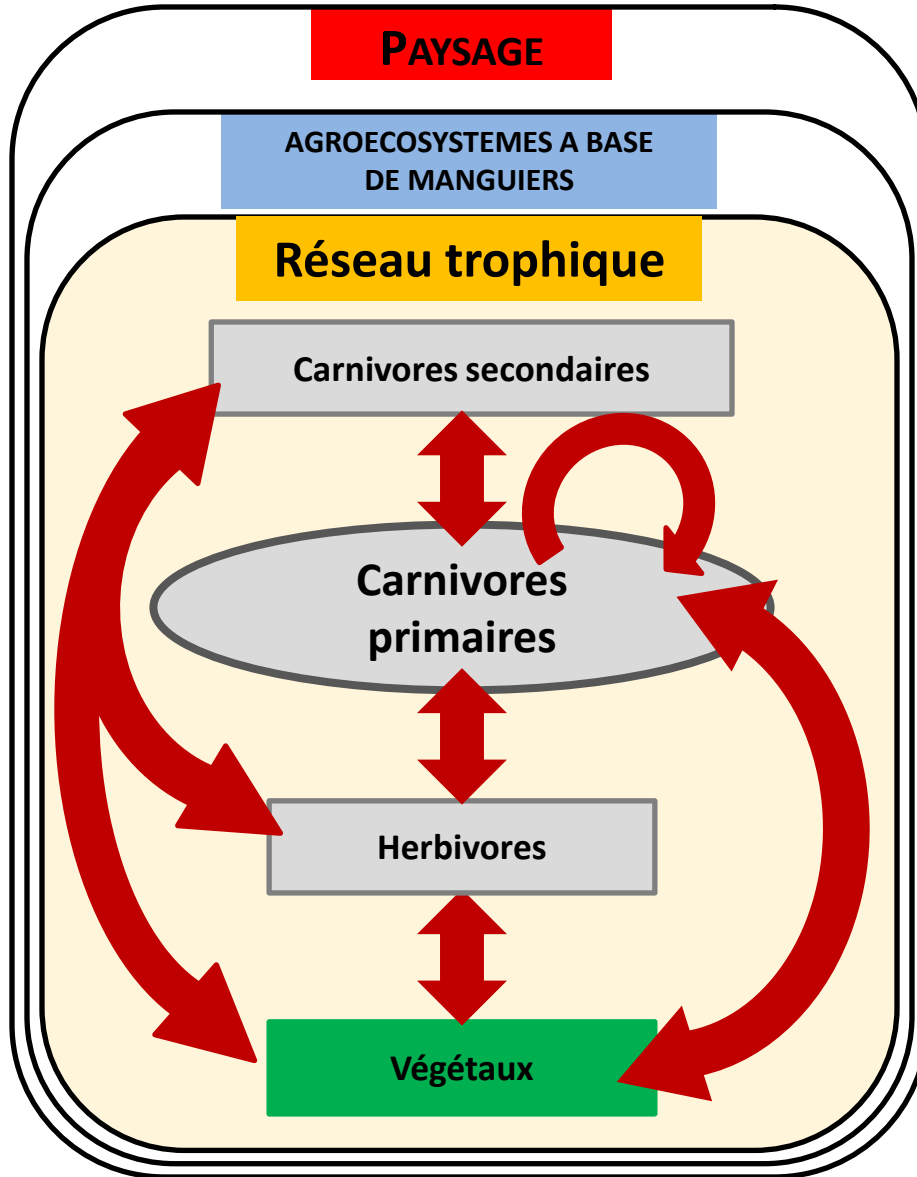 PAYSAGE
AGROECOSYSTEMES A BASE
DE MANGUIERS
Réseau trophique
Carnivores secondaires
Carnivores
primaires
Herbivores
Végétaux